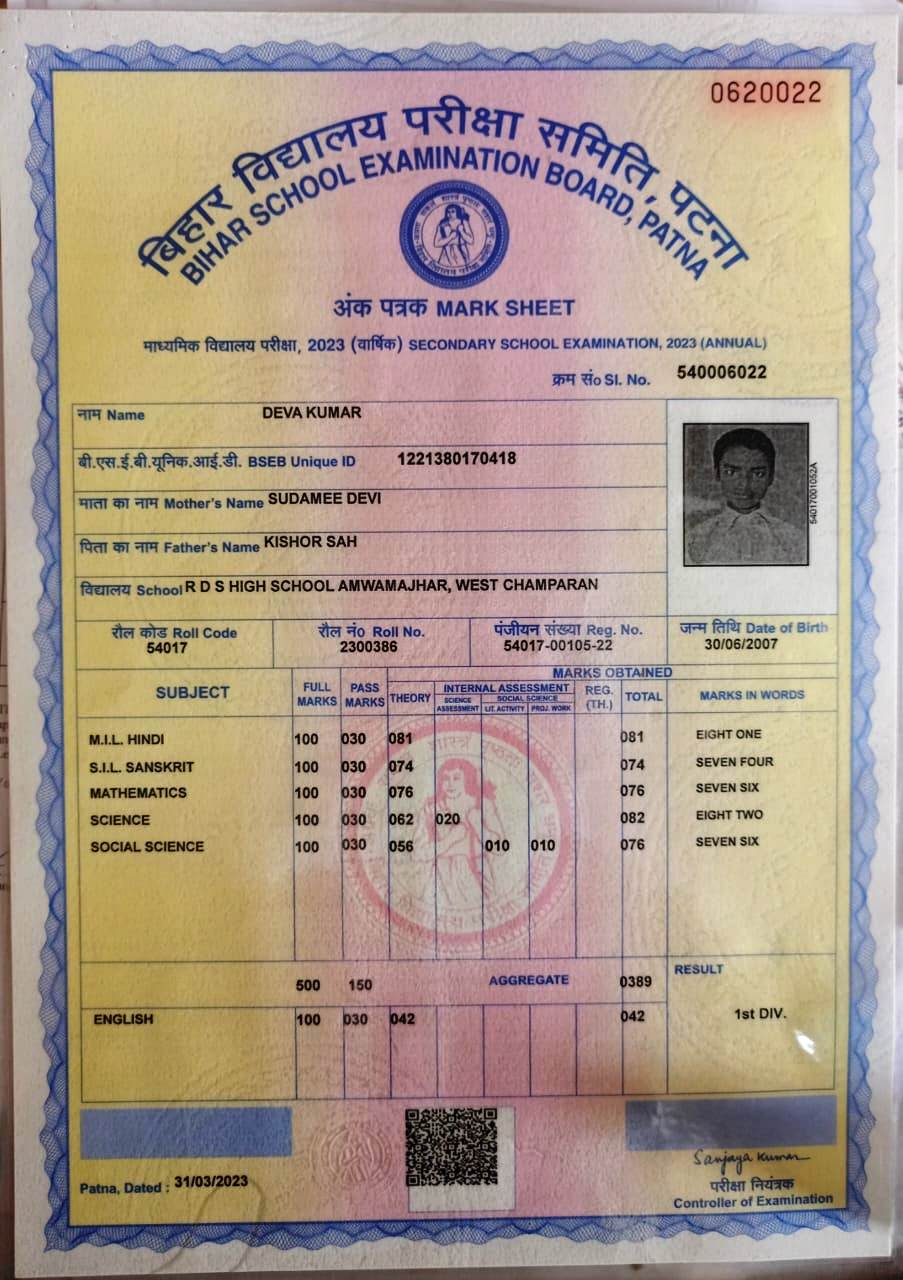 0620022
बिहार विद्यालय परीक्षा समिति, पटना
BIHAR SCHOOL EXAMINATION BOARD, PATNA
अंक पत्रक MARK SHEET
माध्यमिक विद्यालय परीक्षा, 2023 (वार्षिक) SECONDARY SCHOOL EXAMINATION, 2023 (ANNUAL)
क्रम सं० Sl. No. 540006022
नाम Name DEVA KUMAR
बी.एस.ई.बी.यूनिक.आई.डी. BSEB Unique ID 1221380170418
माता का नाम Mother's Name SUDAMEE DEVI
पिता का नाम Father's Name KISHOR SAH
विद्यालय School R D S HIGH SCHOOL AMWAMAJHAR, WEST CHAMPARAN
54017001052A
रौल कोड Roll Code रौल नं० Roll No. पंजीयन संख्या Reg. No. जन्म तिथि Date of Birth
54017 2300386 54017-00105-22 30/06/2007
SUBJECT FULL MARKS PASS MARKS MARKS OBTAINED
THEORY INTERNAL ASSESSMENT REG. (TH.) TOTAL MARKS IN WORDS
SCIENCE ASSESSMENT SOCIAL SCIENCE
LIT. ACTIVITY PROJ. WORK
M.I.L. HINDI 100 030 081 081 EIGHT ONE
S.I.L. SANSKRIT 100 030 074 074 SEVEN FOUR
MATHEMATICS 100 030 076 076 SEVEN SIX
SCIENCE 100 030 062 020 082 EIGHT TWO
SOCIAL SCIENCE 100 030 056 010 010 076 SEVEN SIX
500 150 AGGREGATE 0389 RESULT
ENGLISH 100 030 042 042 1st DIV.
Sanjaya Kumar
Patna, Dated : 31/03/2023
परीक्षा नियंत्रक
Controller of Examination